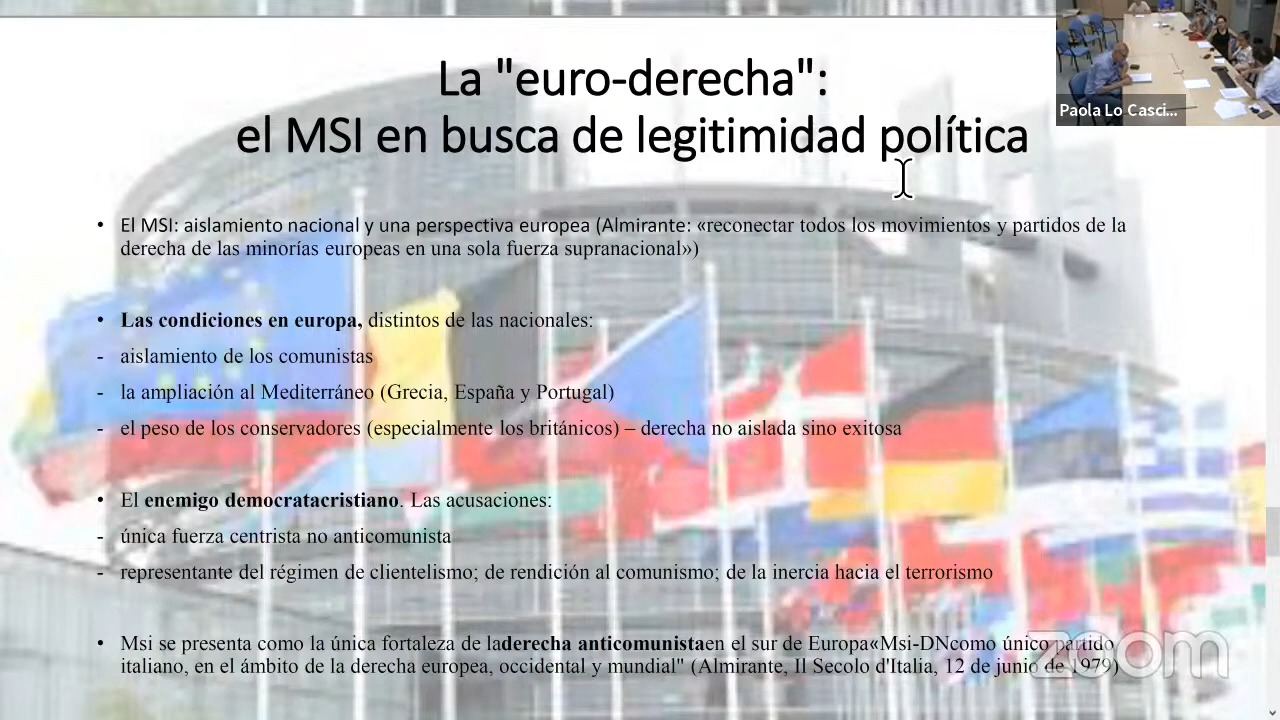 La "euro-derecha":
el MSI en busca de legitimidad política
Paola Lo Casci...
• El MSI: aislamiento nacional y una perspectiva europea (Almirante: «reconectar todos los movimientos y partidos de la
derecha de las minorías europeas en una sola fuerza supranacional»)
• Las condiciones en europa, distintos de las nacionales:
- aislamiento de los comunistas
- la ampliación al Mediterráneo (Grecia, España y Portugal)
- el peso de los conservadores (especialmente los británicos) – derecha no aislada sino exitosa
• El enemigo democratacristiano. Las acusaciones:
- única fuerza centrista no anticomunista
- representante del régimen de clientelismo; de rendición al comunismo; de la inercia hacia el terrorismo
• Msi se presenta como la única fortaleza de laderecha anticomunistaen el sur de Europa«Msi-DNcomo único partido
italiano, en el ámbito de la derecha europea, occidental y mundial" (Almirante, Il Secolo d'Italia, 12 de junio de 1979)
zoom